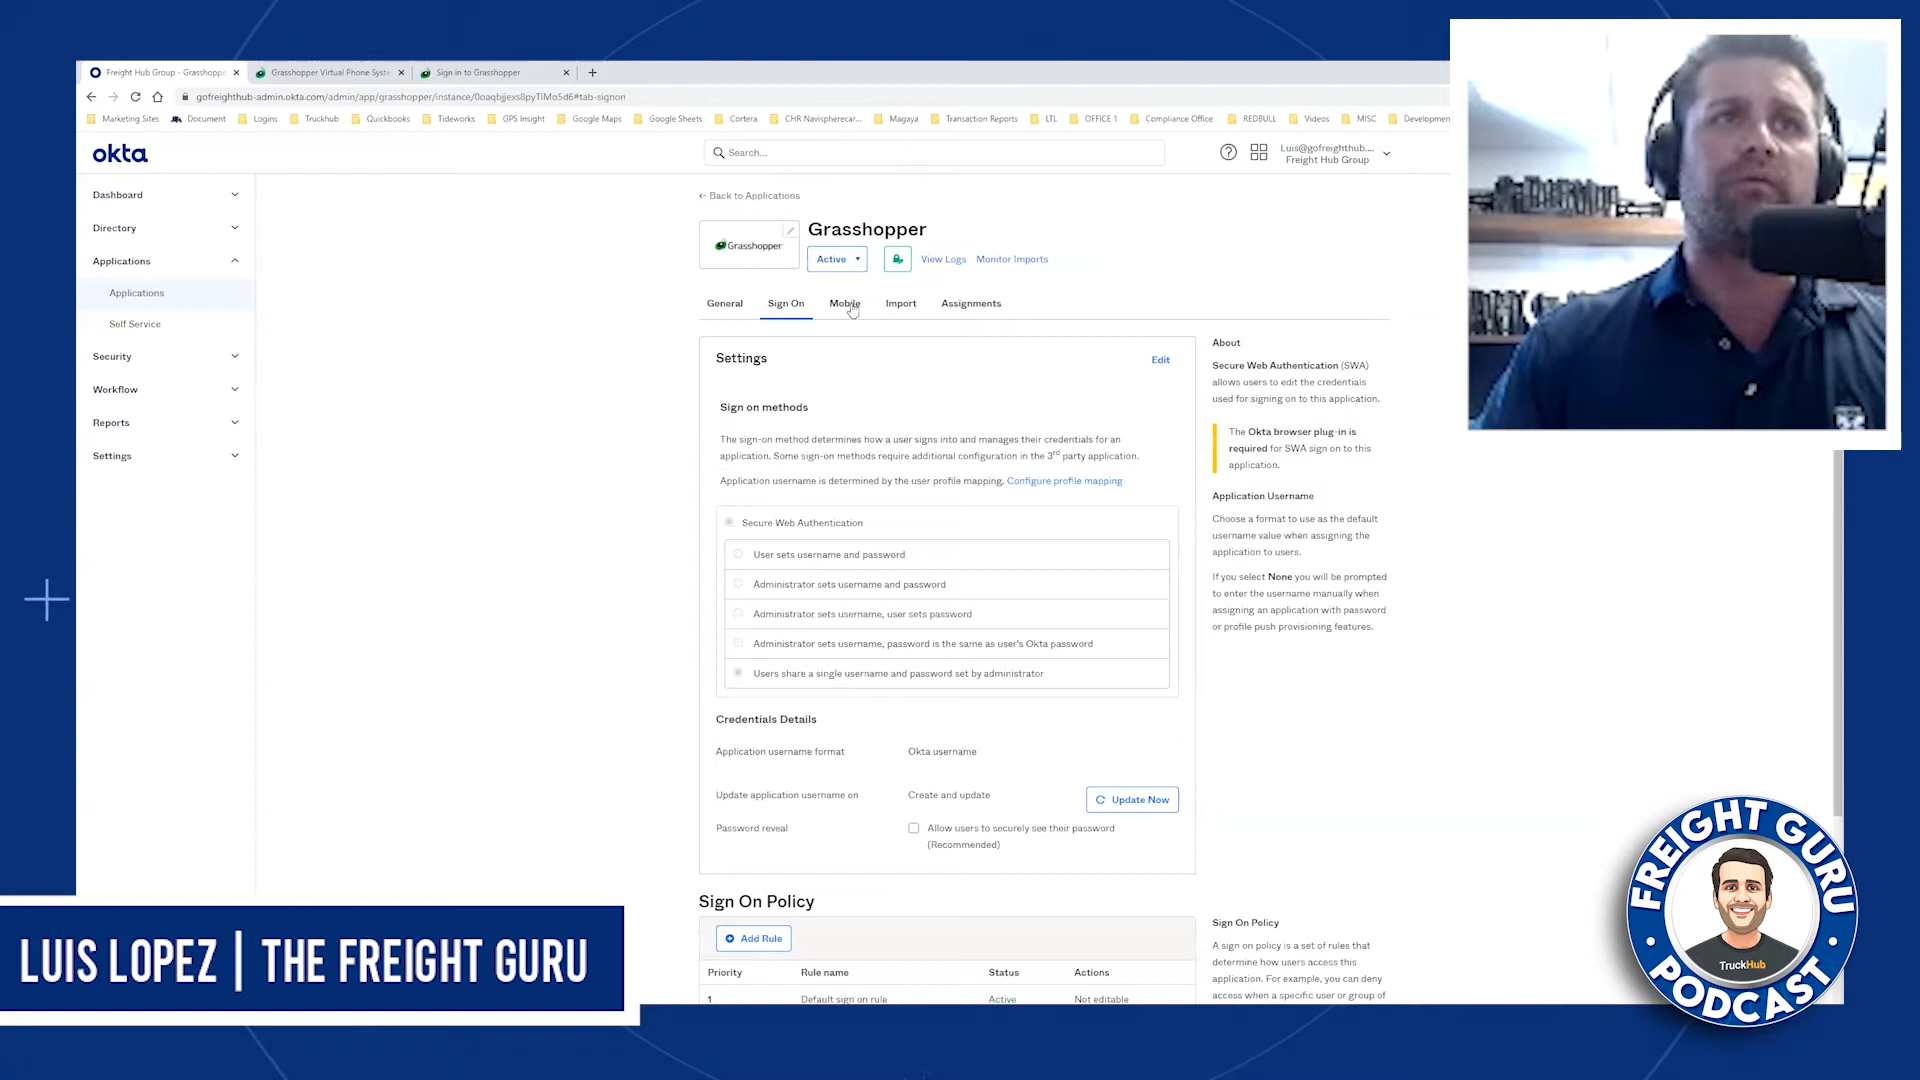 Freight Hub Group - Grasshoppe
Grasshopper Virtual Phone Syste
Sign in to Grasshopper
gofreighthub-admin.okta.com/admin/app/grasshopper/instance/0oaqbjjexs8pyTIMo5d6#tab-signon
Marketing Sites Document Logins Truckhub Quickbooks Tideworks GPS Insight Google Maps Google Sheets Cortera CHR Navispherecar... Magaya Transaction Reports LTL OFFICE 1 Compliance Office REDBULL Videos MISC Developmen
okta
Search...
Luis@gofreighthub....
Freight Hub Group
Dashboard
Directory
Applications
Applications
Self Service
Security
Workflow
Reports
Settings
← Back to Applications
Grasshopper
Grasshopper
Active
View Logs
Monitor Imports
General Sign On Mobile Import Assignments
Settings
Edit
Sign on methods
The sign-on method determines how a user signs into and manages their credentials for an
application. Some sign-on methods require additional configuration in the 3rd party application.
Application username is determined by the user profile mapping. Configure profile mapping
Secure Web Authentication
User sets username and password
Administrator sets username and password
Administrator sets username, user sets password
Administrator sets username, password is the same as user's Okta password
Users share a single username and password set by administrator
Credentials Details
Application username format Okta username
Update application username on Create and update
Update Now
Password reveal Allow users to securely see their password
(Recommended)
About
Secure Web Authentication (SWA)
allows users to edit the credentials
used for signing on to this application.
The Okta browser plug-in is
required for SWA sign on to this
application.
Application Username
Choose a format to use as the default
username value when assigning the
application to users.
If you select None you will be prompted
to enter the username manually when
assigning an application with password
or profile push provisioning features.
Sign On Policy
Add Rule
Priority Rule name Status Actions
1 Default sign on rule Active Not editable
Sign On Policy
A sign on policy is a set of rules that
determine how users access this
application. For example, you can deny
access when a specific user or group of
LUIS LOPEZ | THE FREIGHT GURU
FREIGHT GURU
TruckHub
PODCAST